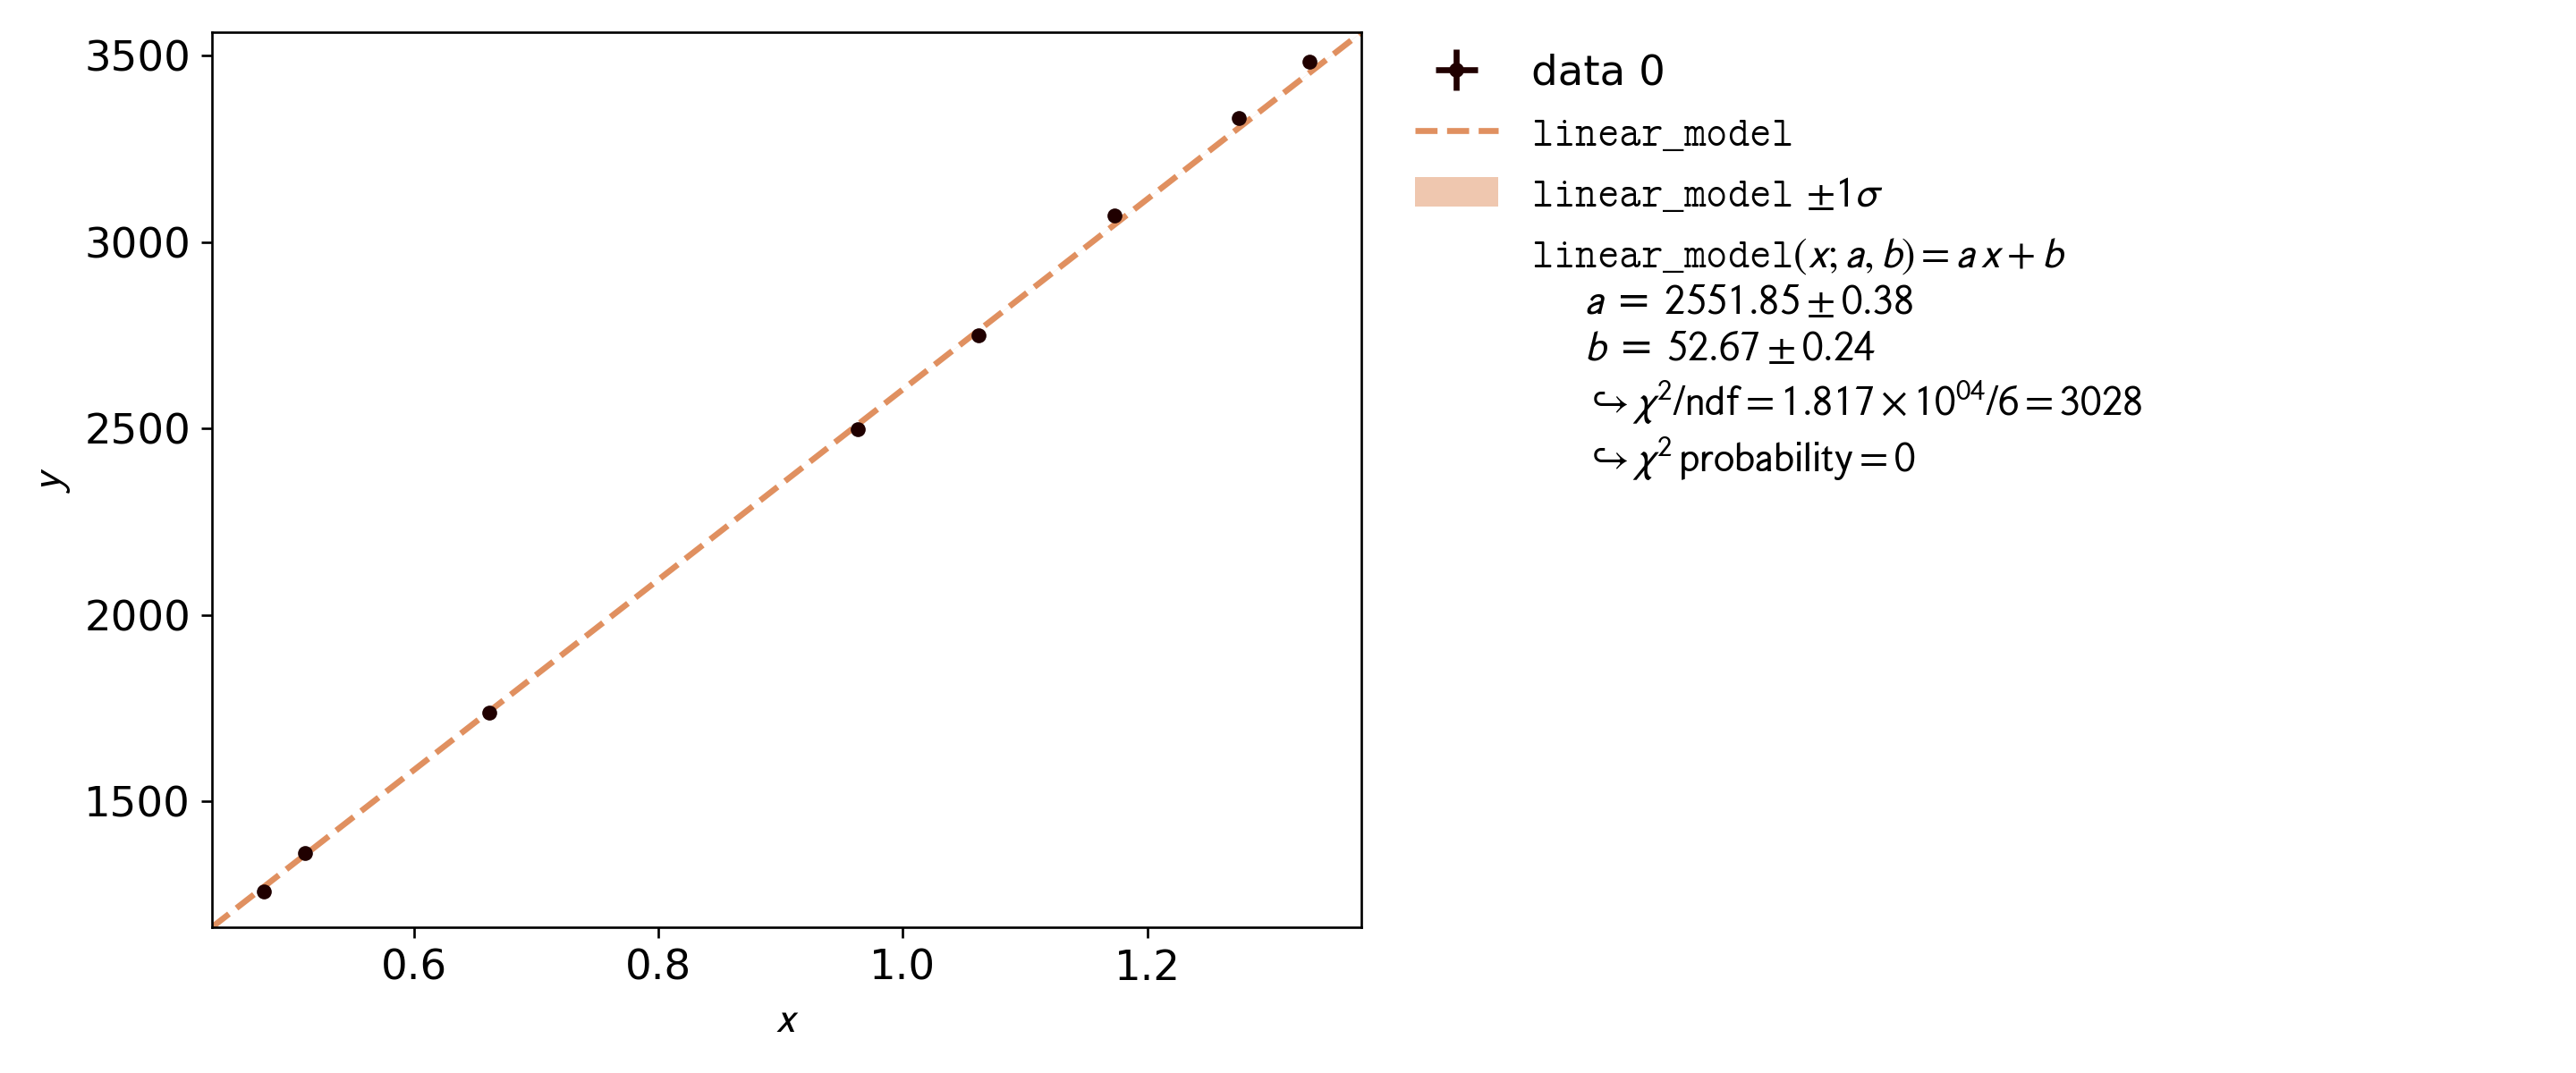 3500
3000
2500
2000
1500
y
0.6 0.8 1.0 1.2
x
data 0
linear_model
linear_model ±1σ
linear_model(x; a, b) = a x + b
a = 2551.85 ± 0.38
b = 52.67 ± 0.24
↪ χ²/ndf = 1.817 × 10⁰⁴/6 = 3028
↪ χ² probability = 0